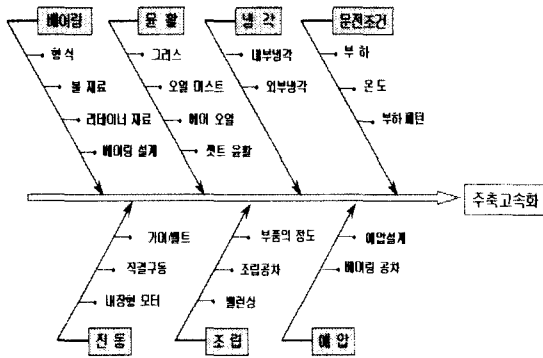 베어링
윤 활
냉 각
운전조건
형 식
볼 재료
리테이너 재료
베어링 설계
그리스
오일 미스트
에어 오일
젯트 윤활
내부냉각
외부냉각
부 하
온 도
부하 패턴
주축고속화
기어/벨트
직결구동
내장형 모터
부품의 정도
조립공차
밸런싱
예압설계
베어링 공차
전 동
조 립
예 압